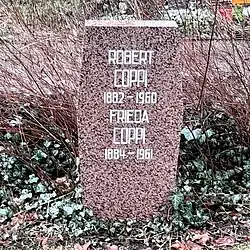 ROBERT
COPPI
1882 – 1960
FRIEDA
COPPI
1884 – 1961